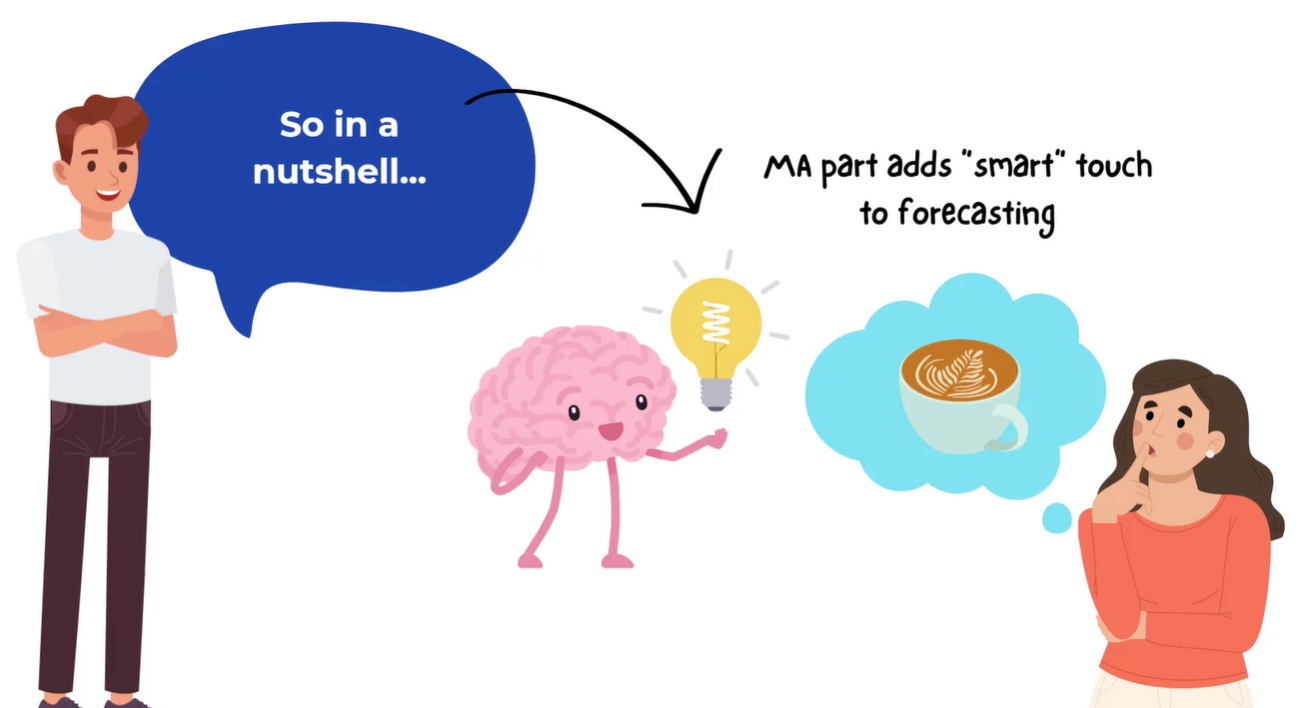 So in a
nutshell...
MA part adds "smart" touch
to forecasting